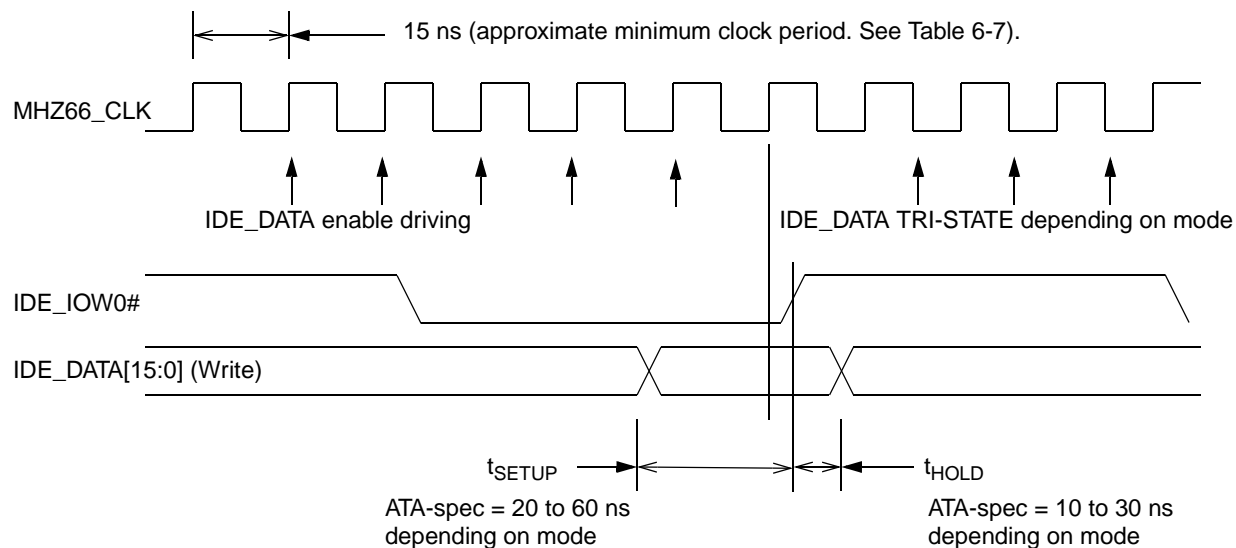 15 ns (approximate minimum clock period. See Table 6-7).
MHZ66_CLK
IDE_DATA enable driving
IDE_DATA TRI-STATE depending on mode
IDE_IOW0#
IDE_DATA[15:0] (Write)
tSETUP
tHOLD
ATA-spec = 20 to 60 ns
depending on mode
ATA-spec = 10 to 30 ns
depending on mode